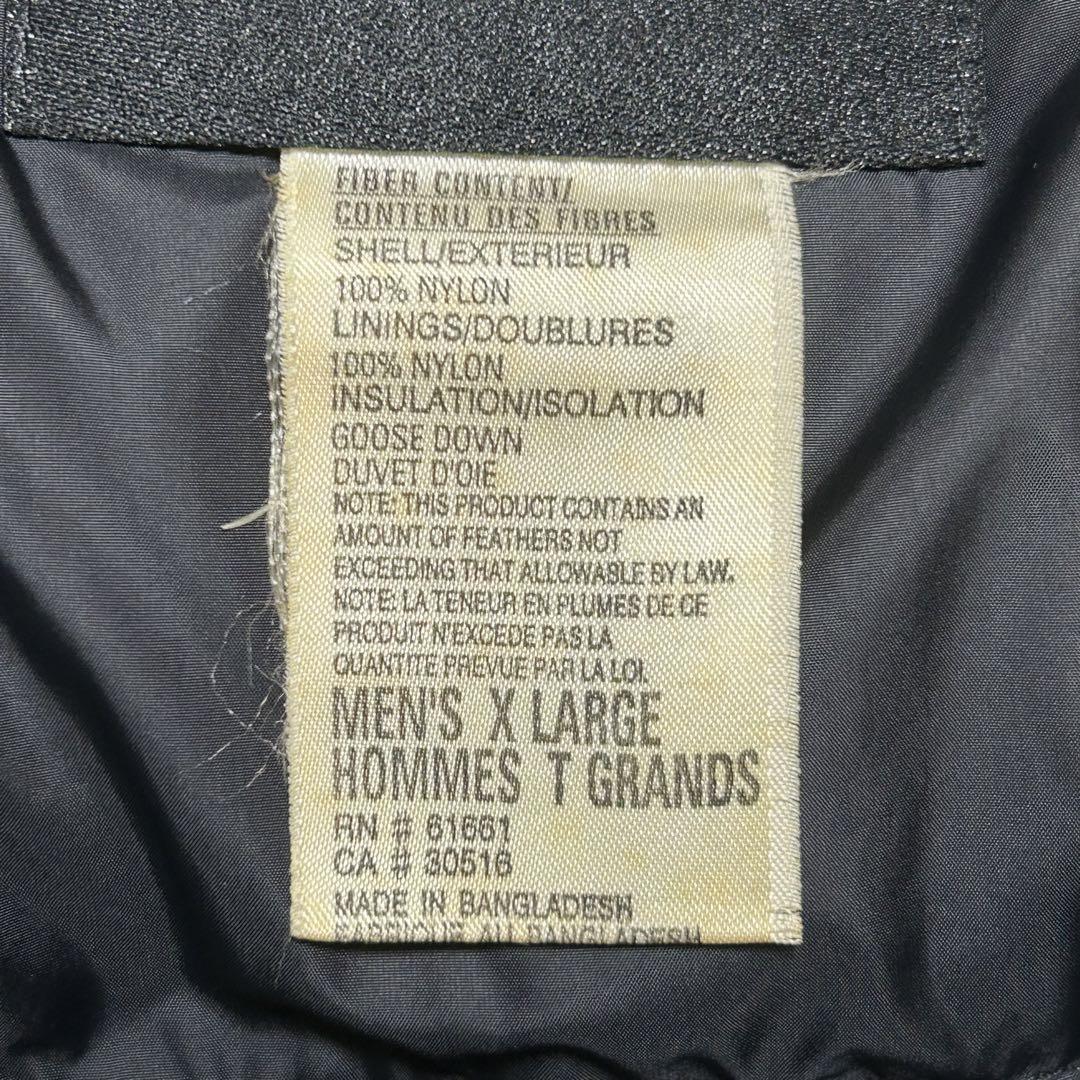 FIBER CONTENT/
CONTENU DES FIBRES
SHELL/EXTERIEUR
100% NYLON
LININGS/DOUBLURES
100% NYLON
INSULATION/ISOLATION
GOOSE DOWN
DUVET D'OIE
NOTE: THIS PRODUCT CONTAINS AN
AMOUNT OF FEATHERS NOT
EXCEEDING THAT ALLOWABLE BY LAW.
NOTE: LA TENEUR EN PLUMES DE CE
PRODUIT N'EXCEDE PAS LA
QUANTITE PREVUE PAR LA LOI.
MEN'S X LARGE
HOMMES T GRANDS
RN # 61661
CA # 30516
MADE IN BANGLADESH
FABRIQUE AU BANGLADESH